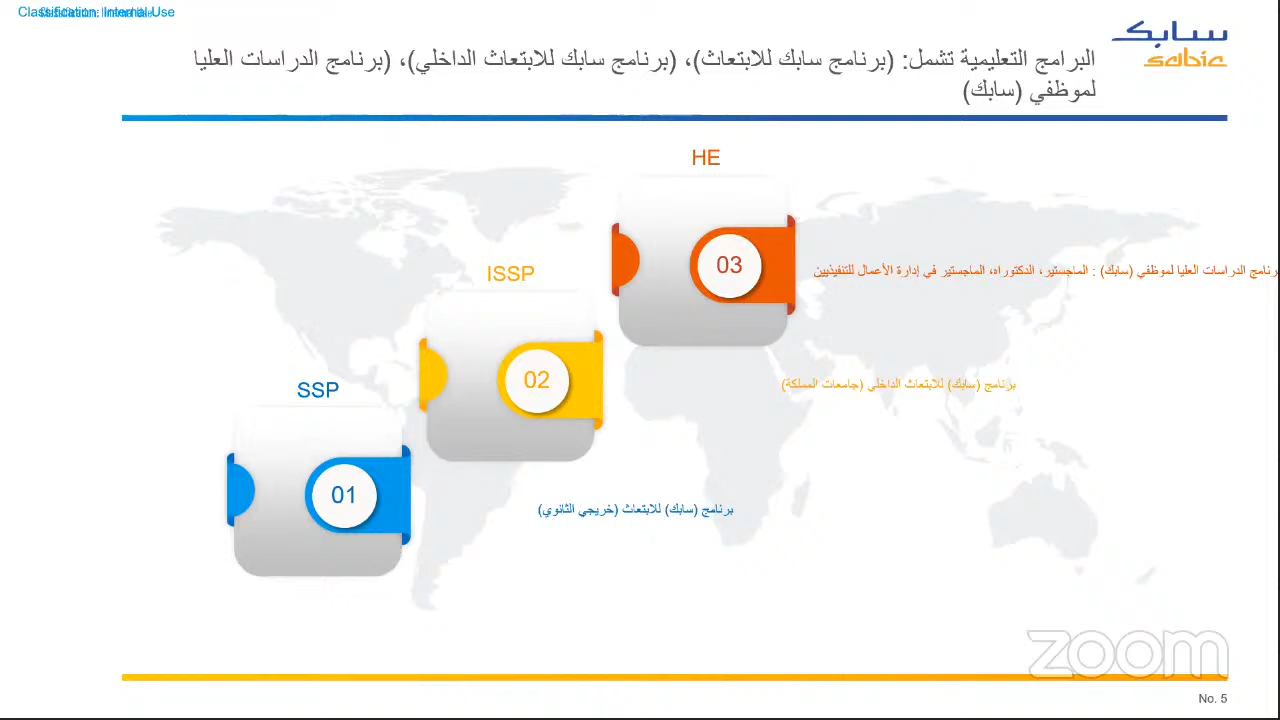 Classification: Internal Use
سابك
sabic
البرامج التعليمية تشمل: (برنامج سابك للابتعاث)، (برنامج سابك للابتعاث الداخلي)، (برنامج الدراسات العليا
لموظفي (سابك)
HE
03
برنامج الدراسات العليا لموظفي (سابك) : الماجستير، الدكتوراه، الماجستير في إدارة الأعمال للتنفيذيين
ISSP
02
برنامج (سابك) للابتعاث الداخلي (جامعات المملكة)
SSP
01
برنامج (سابك) للابتعاث (خريجي الثانوي)
zoom
No. 5